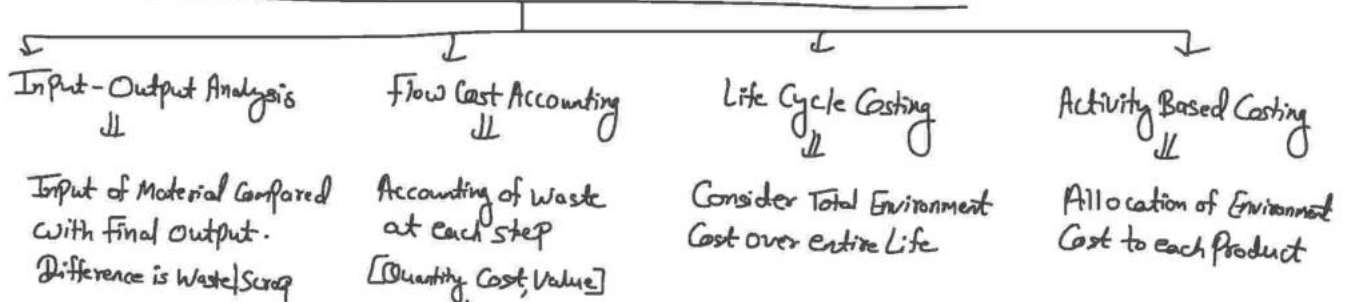 Input-Output Analysis
Input of Material Compared
with Final Output.
Difference is Waste/Scrap
Flow Cost Accounting
Accounting of Waste
at each step
[Quantity, Cost, Value]
Life Cycle Costing
Consider Total Environment
Cost over entire Life
Activity Based Costing
Allocation of Environment
Cost to each Product